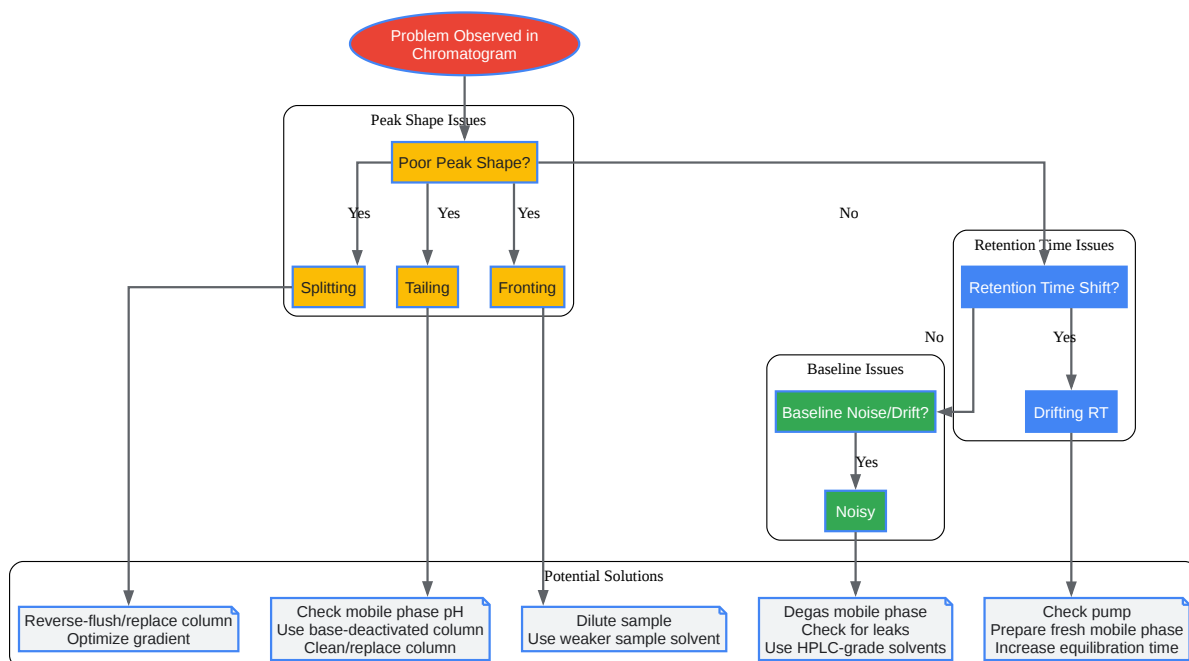 Problem Observed in
Chromatogram
Peak Shape Issues
Poor Peak Shape?
Yes
Yes
Yes
No
Retention Time Issues
Splitting
Tailing
Fronting
Retention Time Shift?
No
Yes
Baseline Issues
Baseline Noise/Drift?
Drifting RT
Yes
Noisy
Potential Solutions
Reverse-flush/replace column
Optimize gradient
Check mobile phase pH
Use base-deactivated column
Clean/replace column
Dilute sample
Use weaker sample solvent
Degas mobile phase
Check for leaks
Use HPLC-grade solvents
Check pump
Prepare fresh mobile phase
Increase equilibration time